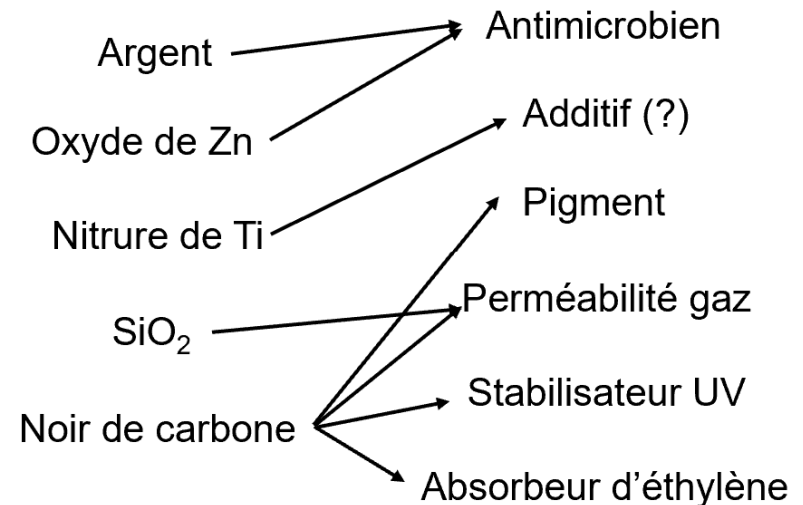 Argent
Oxyde de Zn
Nitrure de Ti
SiO₂
Noir de carbone
Antimicrobien
Additif (?)
Pigment
Perméabilité gaz
Stabilisateur UV
Absorbeur d’éthylène